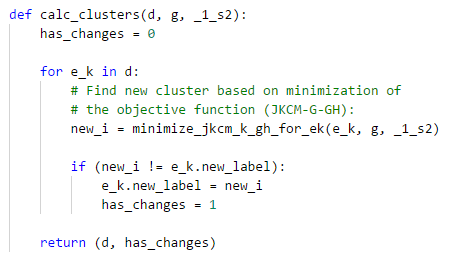 def calc_clusters(d, g, _1_s2):
    has_changes = 0
    for e_k in d:
        # Find new cluster based on minimization of
        # the objective function (JKCM-G-GH):
        new_i = minimize_jkcm_k_gh_for_ek(e_k, g, _1_s2)
        if (new_i != e_k.new_label):
            e_k.new_label = new_i
            has_changes = 1
    return (d, has_changes)